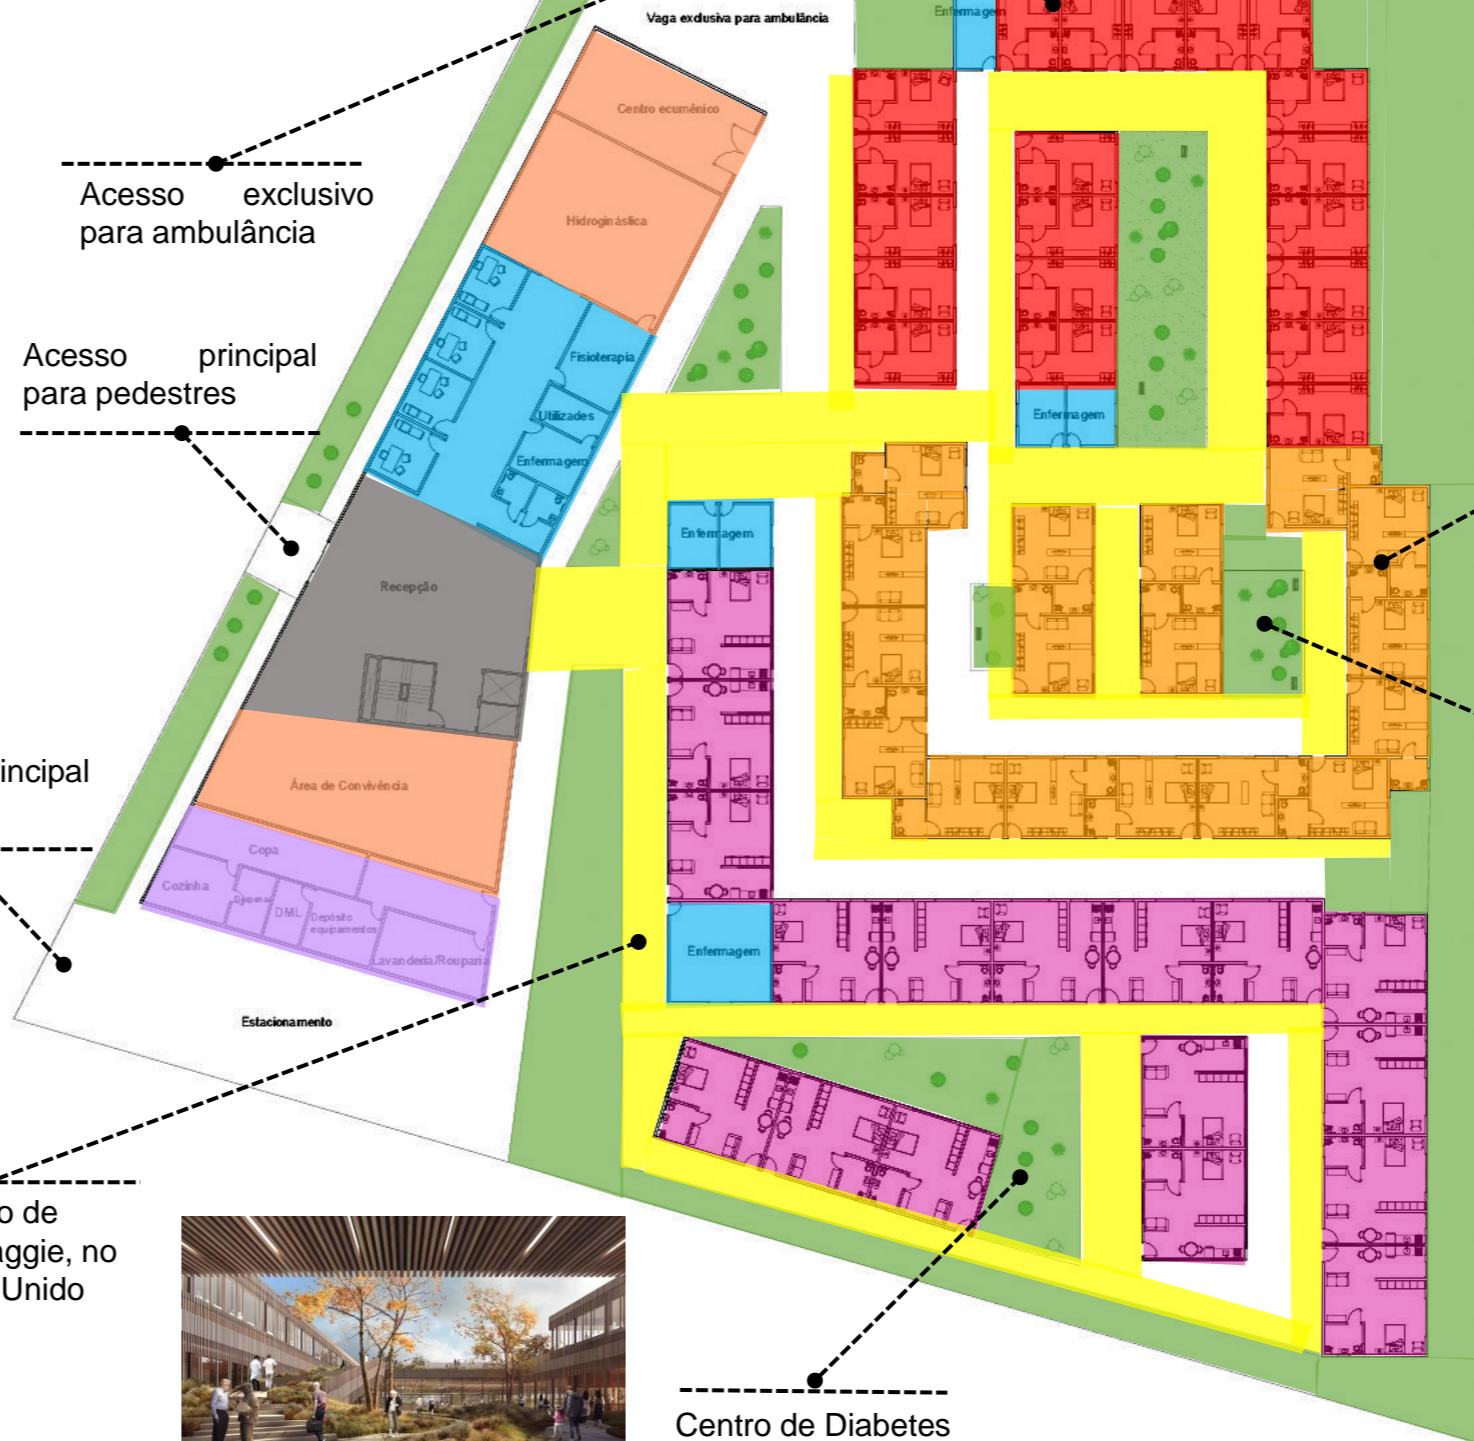 Vaga exclusiva para ambulância
Enfermagem
Centro ecumênico
Acesso exclusivo
para ambulância
Hidroginástica
Acesso principal
para pedestres
Fisioterapia
Utilizades
Enfermagem
Enfermagem
Enfermagem
Recepção
incipal
Área de Convivência
Copa
Cozinha
DML
Depósito
equipamentos
Lavanderia/Rouparia
Enfermagem
Estacionamento
o de
aggie, no
Unido
Centro de Diabetes